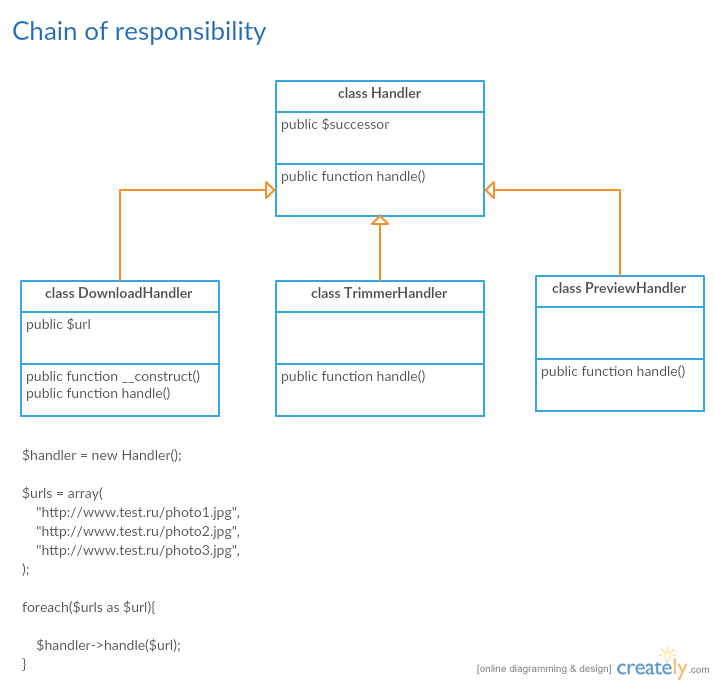 Chain of responsibility
class Handler
public $successor
public function handle()
class DownloadHandler
public $url
public function __construct()
public function handle()
class TrimmerHandler
public function handle()
class PreviewHandler
public function handle()
$handler = new Handler();
$urls = array(
"http://www.test.ru/photo1.jpg",
"http://www.test.ru/photo2.jpg",
"http://www.test.ru/photo3.jpg",
);
foreach($urls as $url){
$handler->handle($url);
}
[online diagramming & design] creately.com